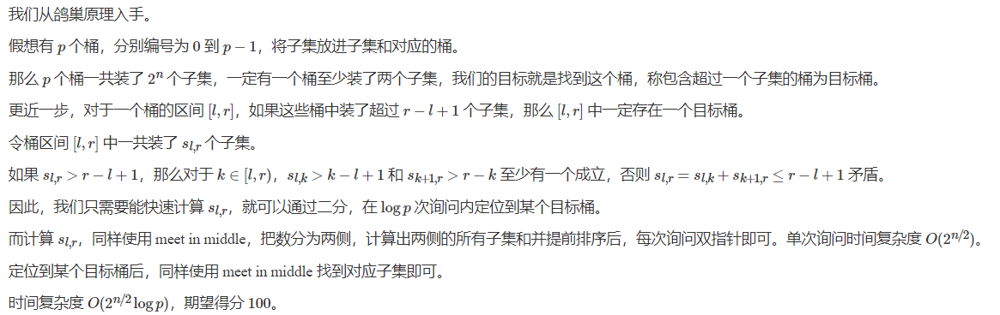 我们从鸽巢原理入手。
假想有 p 个桶，分别编号为 0 到 p − 1，将子集放进子集和对应的桶。
那么 p 个桶一共装了 2^n 个子集，一定有一个桶至少装了两个子集，我们的目标就是找到这个桶，称包含超过一个子集的桶为目标桶。
更近一步，对于一个桶的区间 [l, r]，如果这些桶中装了超过 r − l + 1 个子集，那么 [l, r] 中一定存在一个目标桶。
令桶区间 [l, r] 中一共装了 s_{l,r} 个子集。
如果 s_{l,r} > r − l + 1，那么对于 k ∈ [l, r)，s_{l,k} > k − l + 1 和 s_{k+1,r} > r − k 至少有一个成立，否则 s_{l,r} = s_{l,k} + s_{k+1,r} ≤ r − l + 1 矛盾。
因此，我们只需要能快速计算 s_{l,r}，就可以通过二分，在 log p 次询问内定位到某个目标桶。
而计算 s_{l,r}，同样使用 meet in middle，把数分为两侧，计算出两侧的所有子集和并提前排序后，每次询问双指针即可。单次询问时间复杂度 O(2^{n/2})。
定位到某个目标桶后，同样使用 meet in middle 找到对应子集即可。
时间复杂度 O(2^{n/2} log p)，期望得分 100。